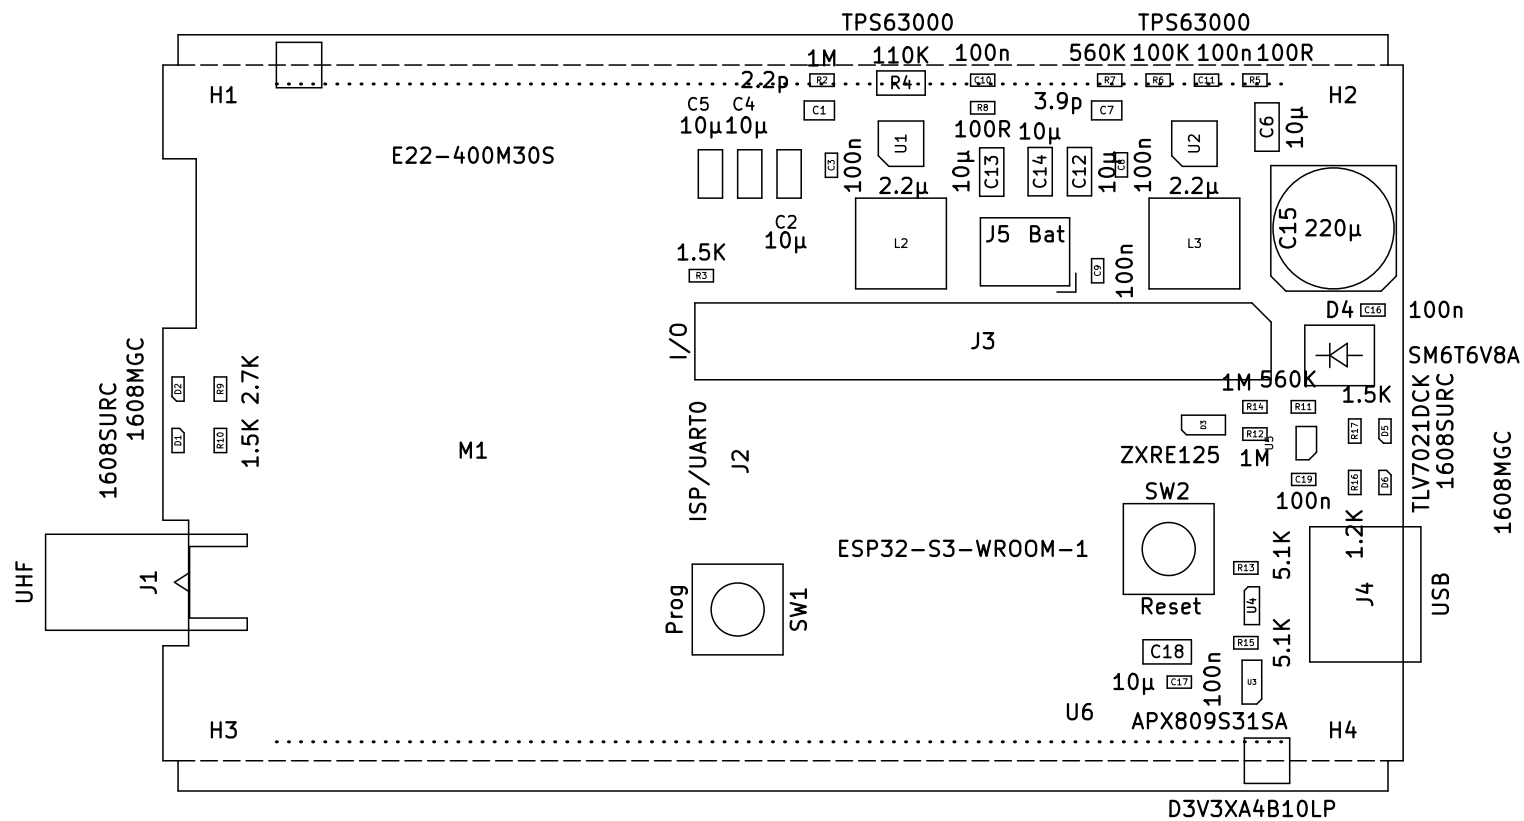 TPS63000
TPS63000
1M
110K
100n
560K
100K
100n
100R
2.2p
R2
R4
C10
R7
R6
C11
R5
H1
H2
C5
C4
C1
R8
3.9p
C7
C6
10µ
10µ
10µ
U1
100R
10µ
U2
E22-400M30S
C3
100n
10µ
C13
C14
C12
10µ
C8
100n
2.2µ
2.2µ
C2
10µ
J5 Bat
C15
220µ
L2
L3
1.5K
R3
C9
100n
D4
C16
100n
I/O
J3
SM6T6V8A
1608SURC
1608MGC
D2
R9
2.7K
1M
560K
1.5K
R14
R11
TLV7021DCK
1608SURC
D1
R10
1.5K
D3
R12
U5
R17
D5
M1
ISP/UART0
J2
ZXRE125
1M
1608MGC
C19
R16
D6
SW2
100n
1.2K
ESP32-S3-WROOM-1
UHF
J1
R13
5.1K
J4
USB
Prog
SW1
Reset
U4
R15
5.1K
C18
10µ
C17
100n
U3
U6
APX809S31SA
H3
H4
D3V3XA4B10LP